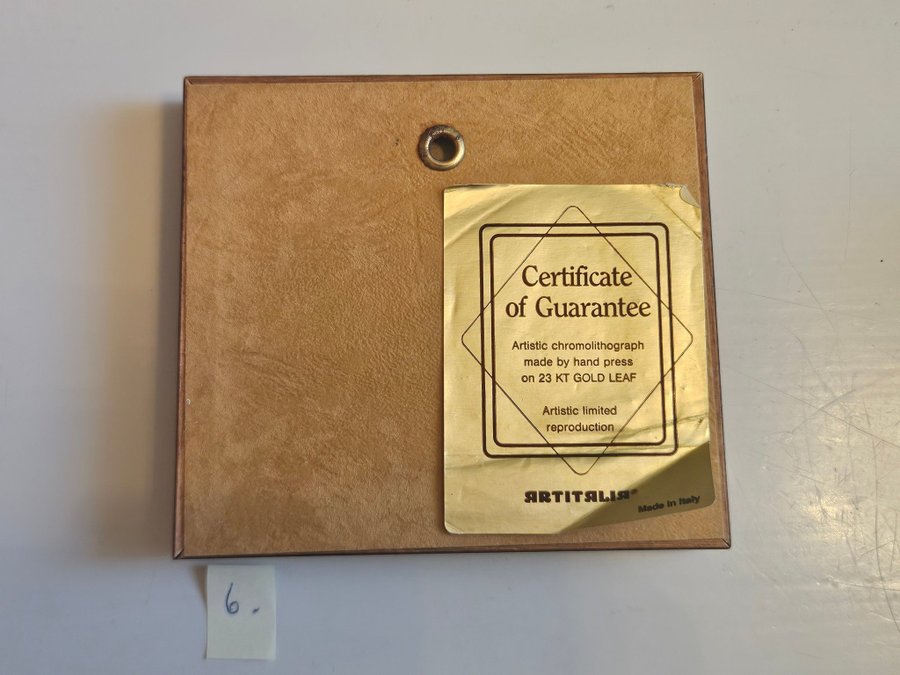 Certificate
of Guarantee
Artistic chromolithograph
made by hand press
on 23 KT GOLD LEAF
Artistic limited
reproduction
ARTITALIA®
Made in Italy
6.